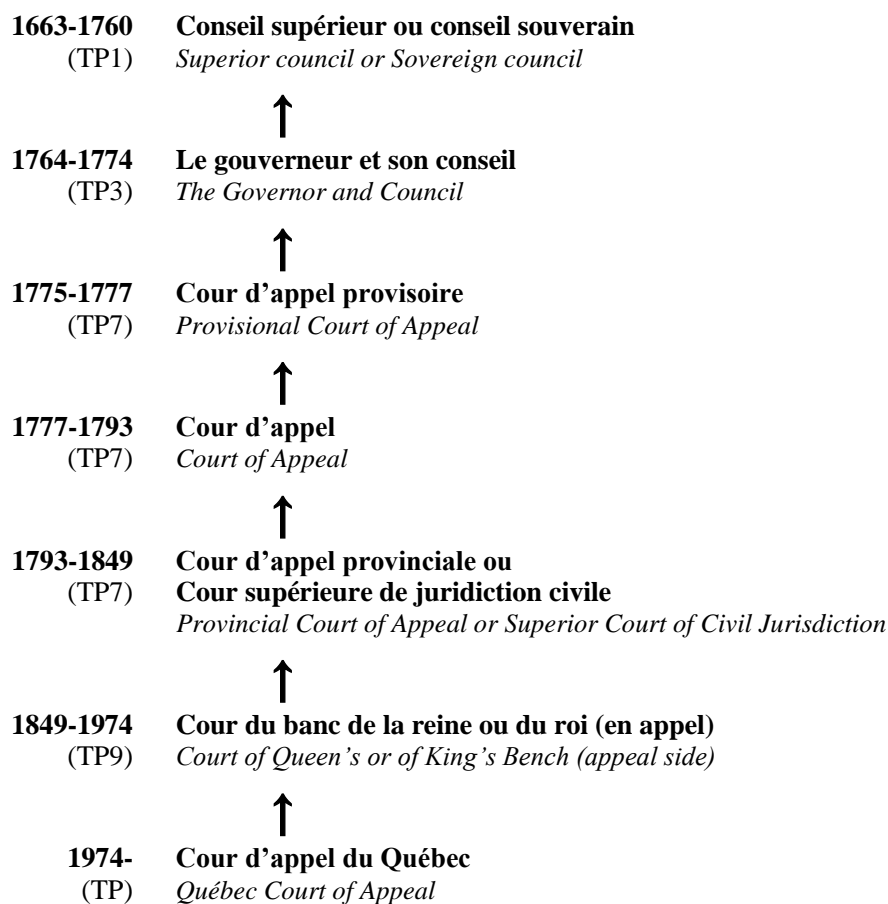 1663-1760 Conseil supérieur ou conseil souverain
(TP1) Superior council or Sovereign council
1764-1774 Le gouverneur et son conseil
(TP3) The Governor and Council
1775-1777 Cour d’appel provisoire
(TP7) Provisional Court of Appeal
1777-1793 Cour d’appel
(TP7) Court of Appeal
1793-1849 Cour d’appel provinciale ou
(TP7) Cour supérieure de juridiction civile
Provincial Court of Appeal or Superior Court of Civil Jurisdiction
1849-1974 Cour du banc de la reine ou du roi (en appel)
(TP9) Court of Queen’s or of King’s Bench (appeal side)
1974- Cour d’appel du Québec
(TP) Québec Court of Appeal